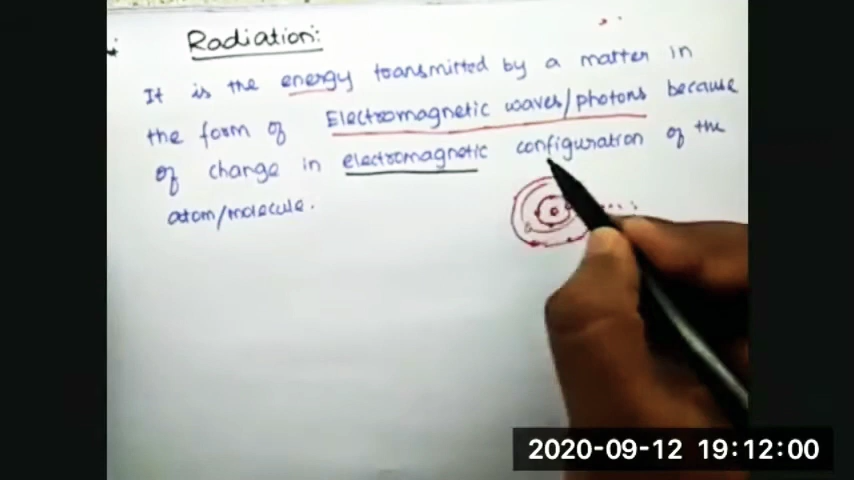 Radiation:
It is the energy transmitted by a matter in
the form of Electromagnetic waves/photons because
of change in electromagnetic configuration of the
atom/molecule.
2020-09-12 19:12:00